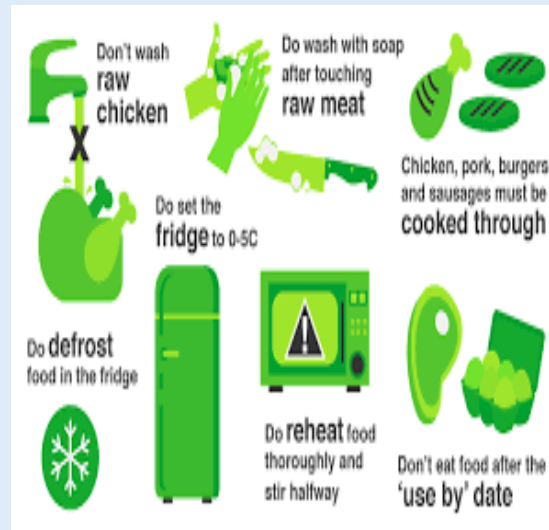 Don't wash
raw
chicken
Do wash with soap
after touching
raw meat
Chicken, pork, burgers
and sausages must be
cooked through
Do set the
fridge to 0-5C
Do defrost
food in the fridge
Do reheat food
thoroughly and
stir halfway
Don't eat food after the
'use by' date